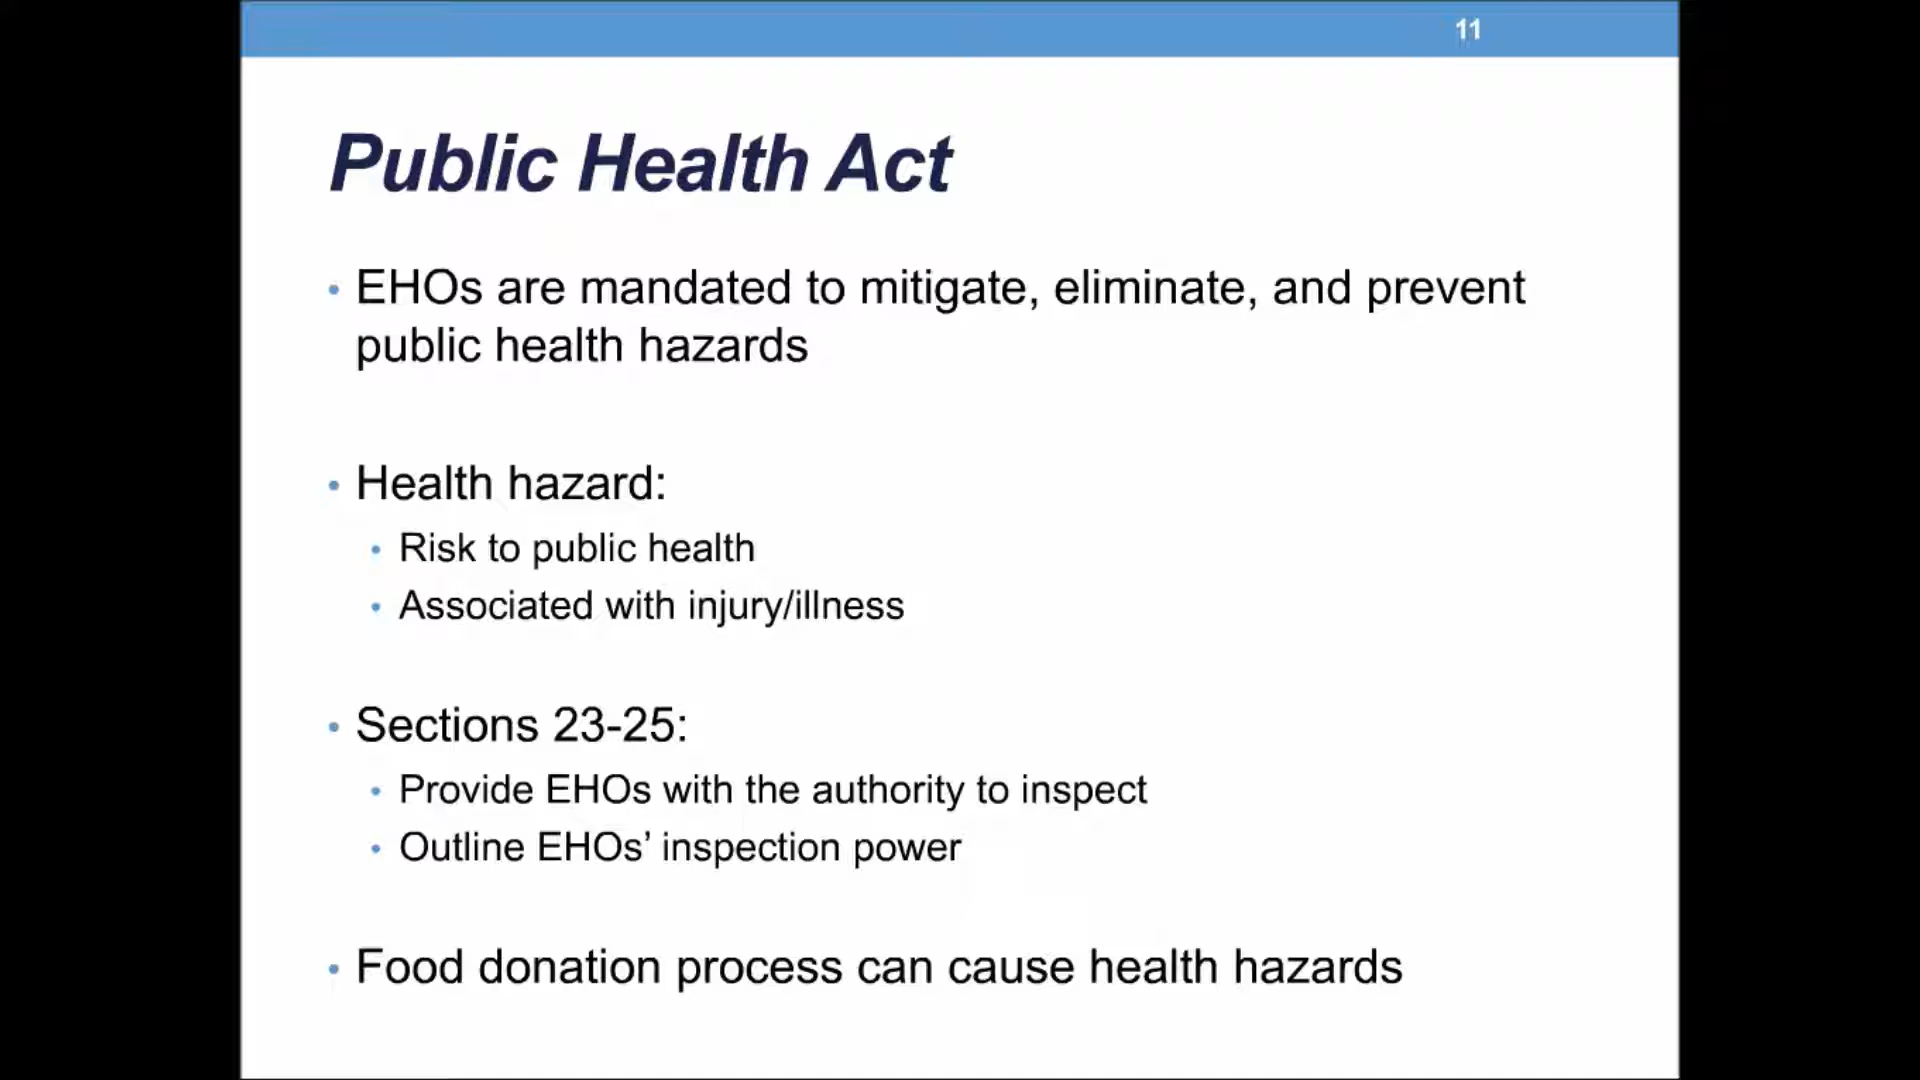 11
Public Health Act
• EHOs are mandated to mitigate, eliminate, and prevent
public health hazards
• Health hazard:
• Risk to public health
• Associated with injury/illness
• Sections 23-25:
• Provide EHOs with the authority to inspect
• Outline EHOs’ inspection power
• Food donation process can cause health hazards